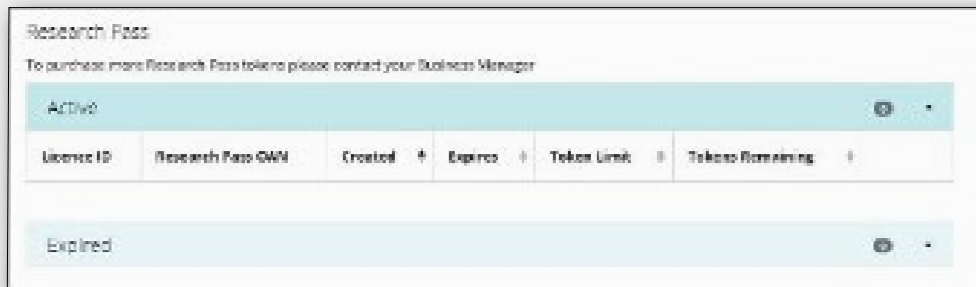 Research Pass
To purchase more Research Pass tokens please contact your Business Manager
Active
Licence ID Research Pass OAN Created Expires Token Limit Tokens Remaining
Expired